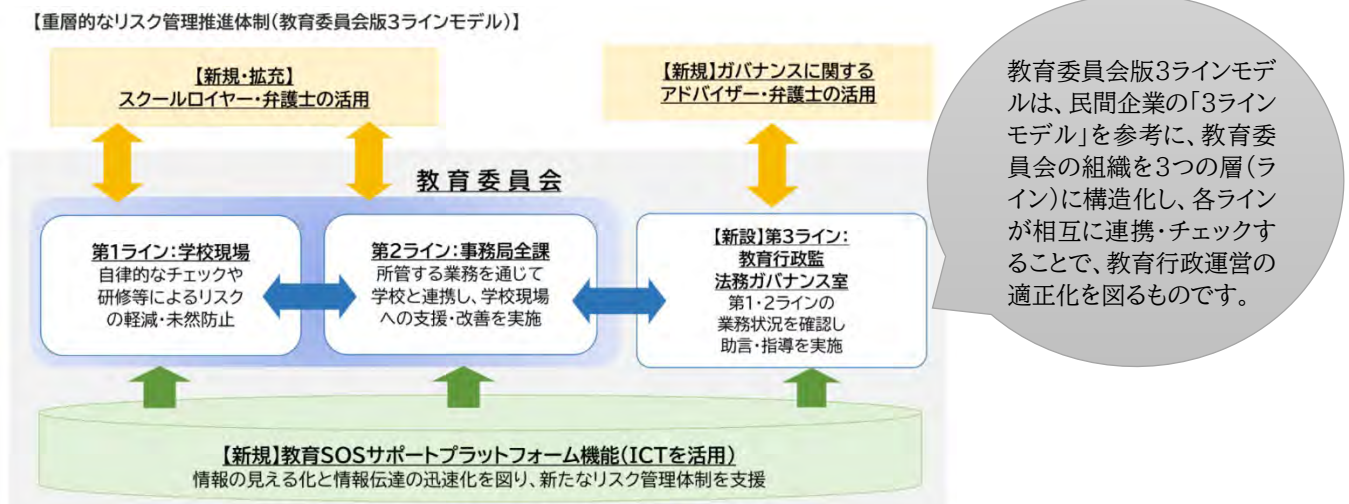 【重層的なリスク管理推進体制(教育委員会版3ラインモデル)】
【新規・拡充】
スクールロイヤー・弁護士の活用
【新規】ガバナンスに関する
アドバイザー・弁護士の活用
教育委員会
第1ライン:学校現場
自律的なチェックや
研修等によるリスク
の軽減・未然防止
第2ライン:事務局全課
所管する業務を通じて
学校と連携し、学校現場
への支援・改善を実施
【新設】第3ライン:
教育行政監
法務ガバナンス室
第1・2ラインの
業務状況を確認し
助言・指導を実施
【新規】教育SOSサポートプラットフォーム機能(ICTを活用)
情報の見える化と情報伝達の迅速化を図り、新たなリスク管理体制を支援
教育委員会版3ラインモデ
ルは、民間企業の「3ライン
モデル」を参考に、教育委
員会の組織を3つの層(ラ
イン)に構造化し、各ライン
が相互に連携・チェックす
ることで、教育行政運営の
適正化を図るものです。